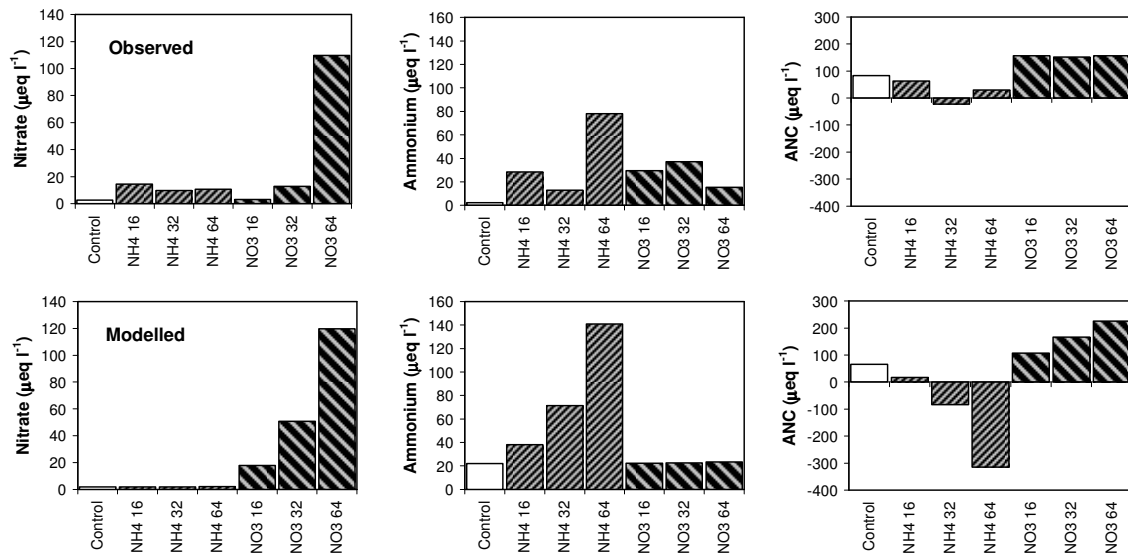 Nitrate (µeq l-1)
140
120
100
80
60
40
20
0
Observed
Control
NH4 16
NH4 32
NH4 64
NO3 16
NO3 32
NO3 64
Ammonium (µeq l-1)
160
140
120
100
80
60
40
20
0
Control
NH4 16
NH4 32
NH4 64
NO3 16
NO3 32
NO3 64
ANC (µeq l-1)
300
200
100
0
-100
-200
-300
-400
Control
NH4 16
NH4 32
NH4 64
NO3 16
NO3 32
NO3 64
Nitrate (µeq l-1)
140
120
100
80
60
40
20
0
Modelled
Control
NH4 16
NH4 32
NH4 64
NO3 16
NO3 32
NO3 64
Ammonium (µeq l-1)
160
140
120
100
80
60
40
20
0
Control
NH4 16
NH4 32
NH4 64
NO3 16
NO3 32
NO3 64
ANC (µeq l-1)
300
200
100
0
-100
-200
-300
-400
Control
NH4 16
NH4 32
NH4 64
NO3 16
NO3 32
NO3 64